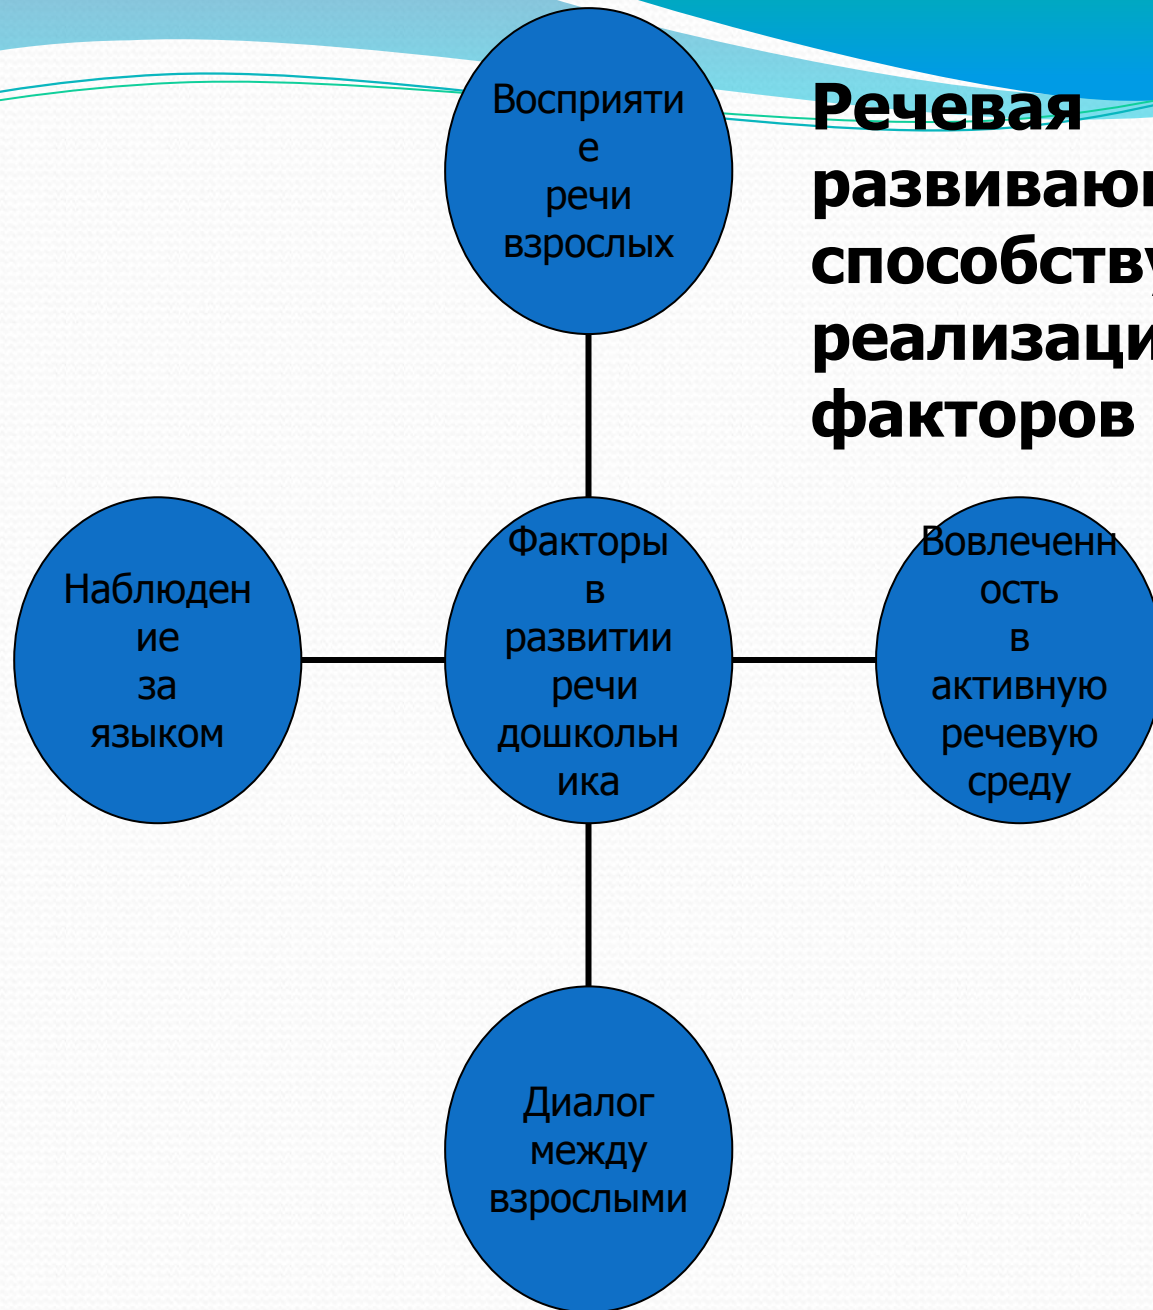 Восприяти
е
речи
взрослых
Речевая
развивающ
способству
реализаци
факторов
Наблюден
ие
за
языком
Факторы
в
развитии
речи
дошкольн
ика
Вовлеченн
ость
в
активную
речевую
среду
Диалог
между
взрослыми